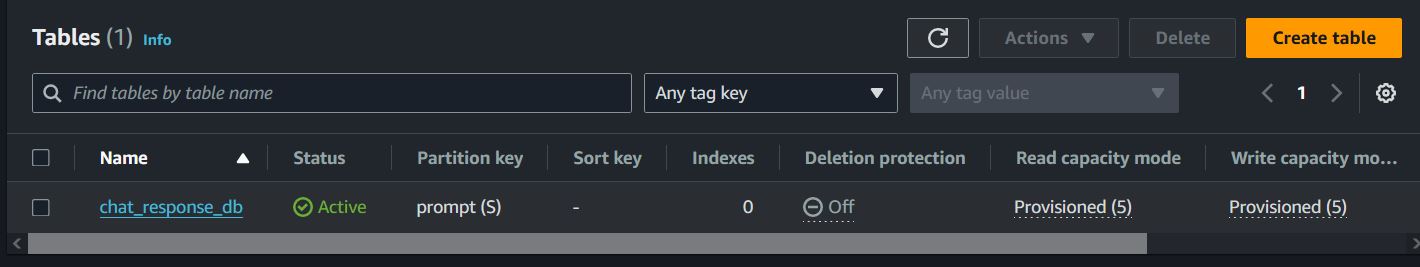 Tables (1) Info
Actions Delete Create table
Find tables by table name Any tag key Any tag value 1
Name Status Partition key Sort key Indexes Deletion protection Read capacity mode Write capacity mo...
chat_response_db Active prompt (S) - 0 Off Provisioned (5) Provisioned (5)